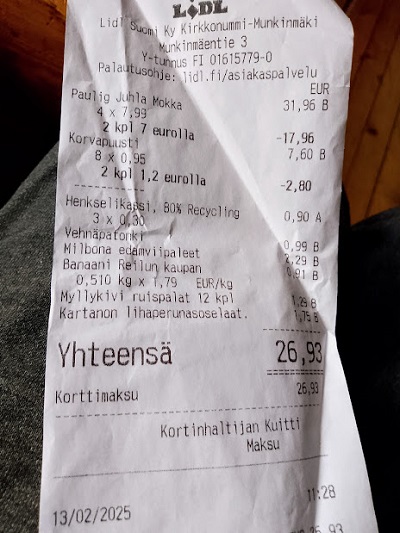 LIDL
Lidl Suomi Ky Kirkkonummi-Munkinmäki
Munkinmäentie 3
Y-tunnus FI 01615779-0
Palautusohje: lidl.fi/asiakaspalvelu
EUR
Paulig Juhla Mokka 31,96 B
4 x 7,99
2 kpl 7 eurolla -17,96
Korvapuusti 7,60 B
8 x 0,95
2 kpl 1,2 eurolla -2,80
Henkselikassi, 80% Recycling 0,90 A
3 x 0,30
Vehnäpatonki 0,99 B
Milbona edamviipaleet 2,29 B
Banaani Reilun kaupan 0,91 B
0,510 kg x 1,79 EUR/kg
Myllykivi ruispalat 12 kpl 1,29 B
Kartanon lihaperunasoselaat. 1,75 B
Yhteensä 26,93
Korttimaksu 26,93
Kortinhaltijan Kuitti
Maksu
13/02/2025 11:28
26,93